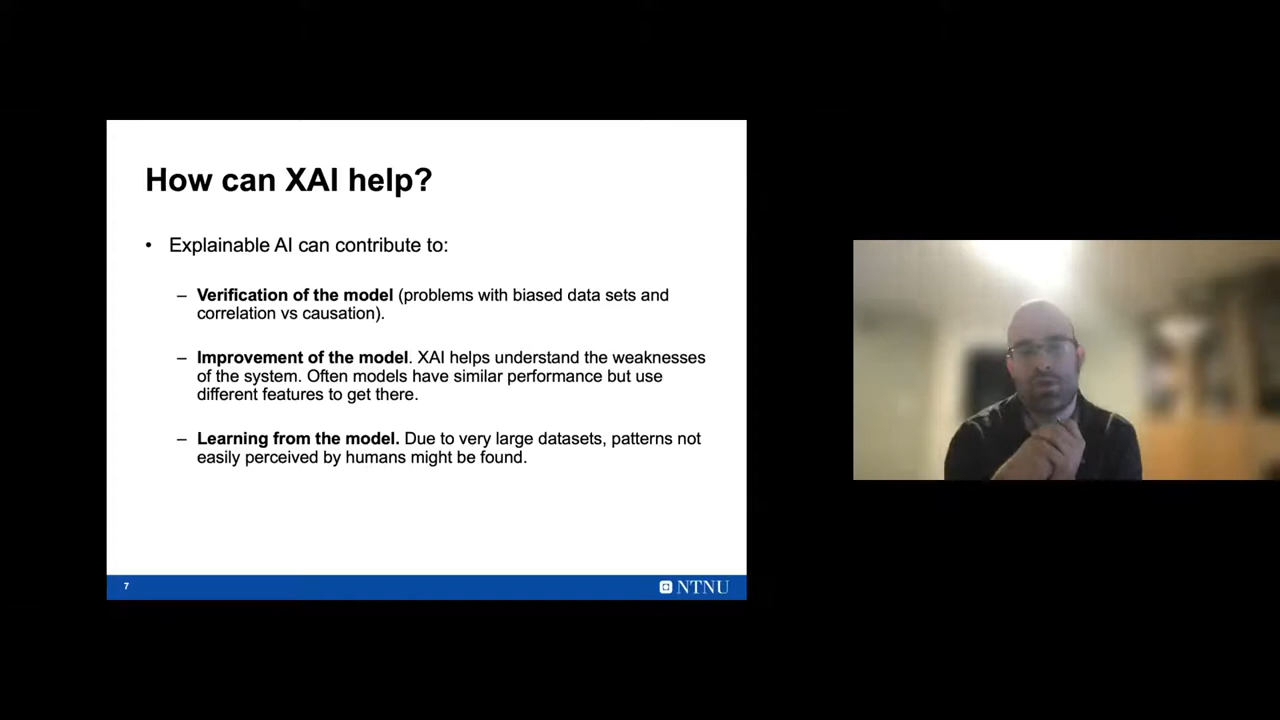 How can XAI help?
• Explainable AI can contribute to:
– Verification of the model (problems with biased data sets and
correlation vs causation).
– Improvement of the model. XAI helps understand the weaknesses
of the system. Often models have similar performance but use
different features to get there.
– Learning from the model. Due to very large datasets, patterns not
easily perceived by humans might be found.
7
NTNU